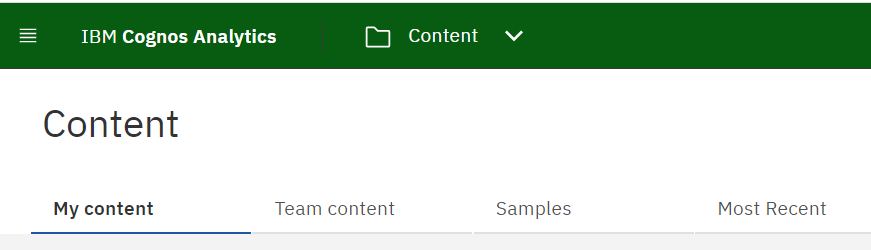 IBM Cognos Analytics Content
Content
My content Team content Samples Most Recent